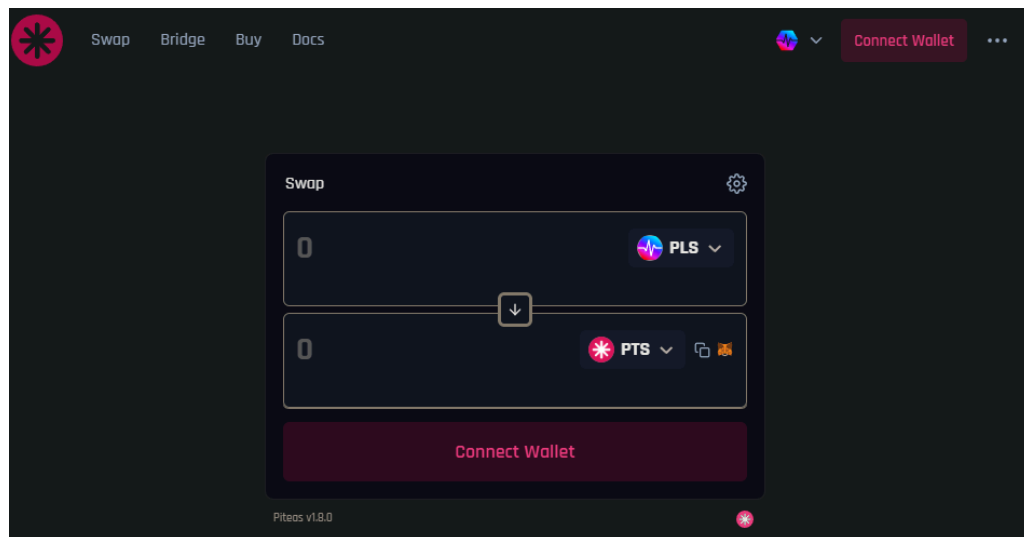 Swap Bridge Buy Docs Connect Wallet
Swap
0 PLS
0 PTS
Connect Wallet
Piteas v1.8.0